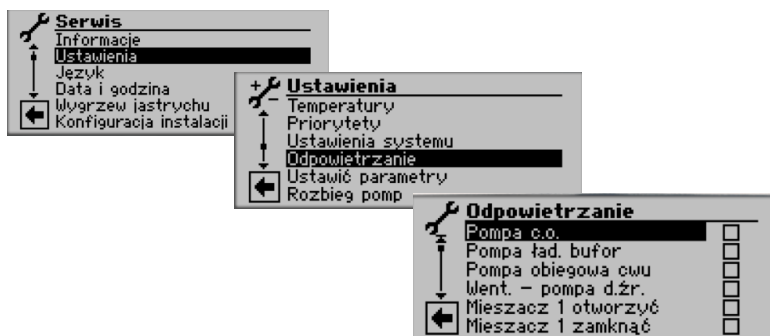 Serwis
Informacje
Ustawienia
Język
Data i godzina
Wygrzew jastrychu
Konfiguracja instalacji
Ustawienia
Temperatury
Priorytety
Ustawienia systemu
Odpowietrzanie
Ustawić parametry
Rozbieg pomp
Odpowietrzanie
Pompa c.o.
Pompa ład. bufor
Pompa obiegowa cwu
Went. - pompa d.źr.
Mieszacz 1 otworzyć
Mieszacz 1 zamknąć